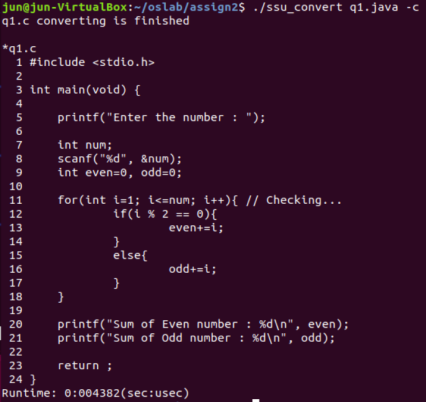 jun@jun-VirtualBox:~/oslab/assign2$ ./ssu_convert q1.java -c
q1.c converting is finished

*q1.c
  1 #include <stdio.h>
  2
  3 int main(void) {
  4
  5     printf("Enter the number : ");
  6
  7     int num;
  8     scanf("%d", &num);
  9     int even=0, odd=0;
 10
 11     for(int i=1; i<=num; i++){ // Checking...
 12             if(i % 2 == 0){
 13                     even+=i;
 14             }
 15             else{
 16                     odd+=i;
 17             }
 18     }
 19
 20     printf("Sum of Even number : %d\n", even);
 21     printf("Sum of Odd number : %d\n", odd);
 22
 23     return ;
 24 }
Runtime: 0:004382(sec:usec)